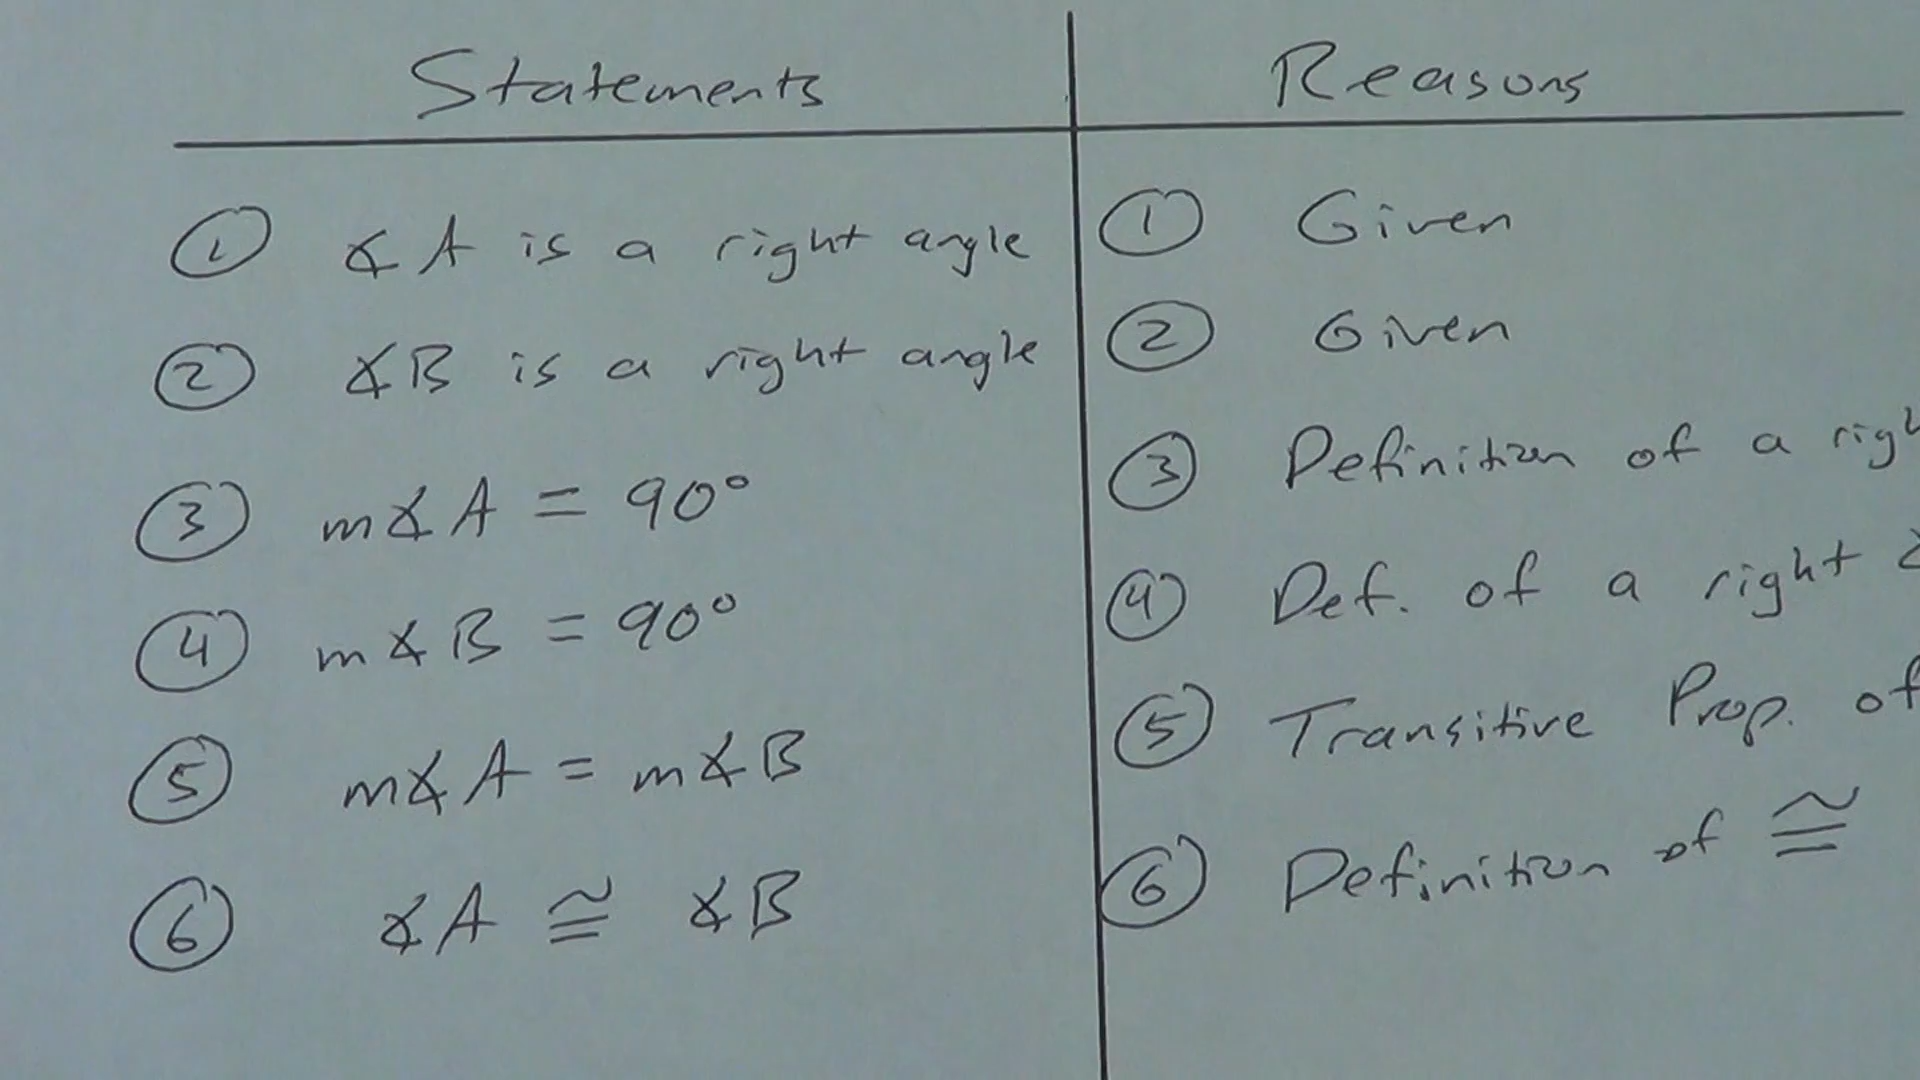 Statements Reasons
① ∡A is a right angle ① Given
② ∡B is a right angle ② Given
③ m∡A = 90° ③ Definition of a righ
④ m∡B = 90° ④ Def. of a right
⑤ m∡A = m∡B ⑤ Transitive Prop. of
⑥ ∡A ≅ ∡B ⑥ Definition of ≅